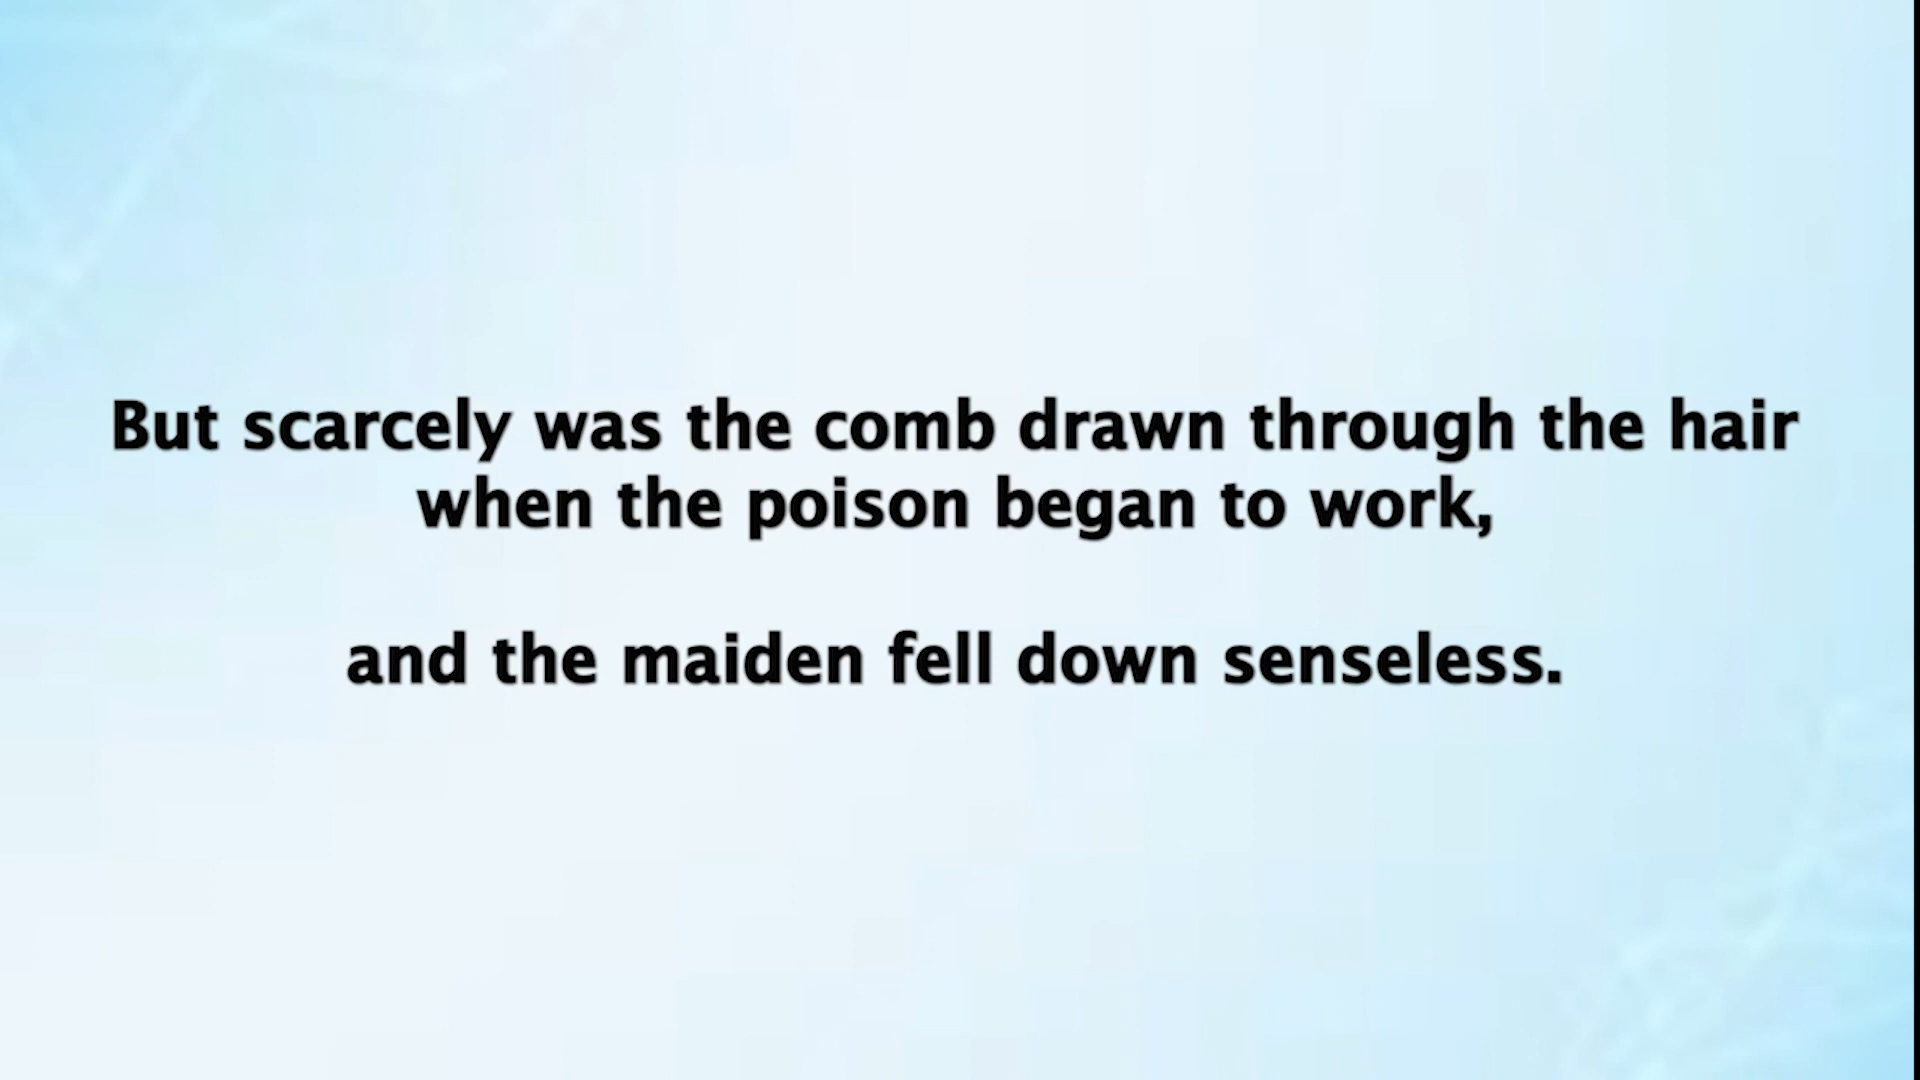 But scarcely was the comb drawn through the hair
when the poison began to work,
and the maiden fell down senseless.